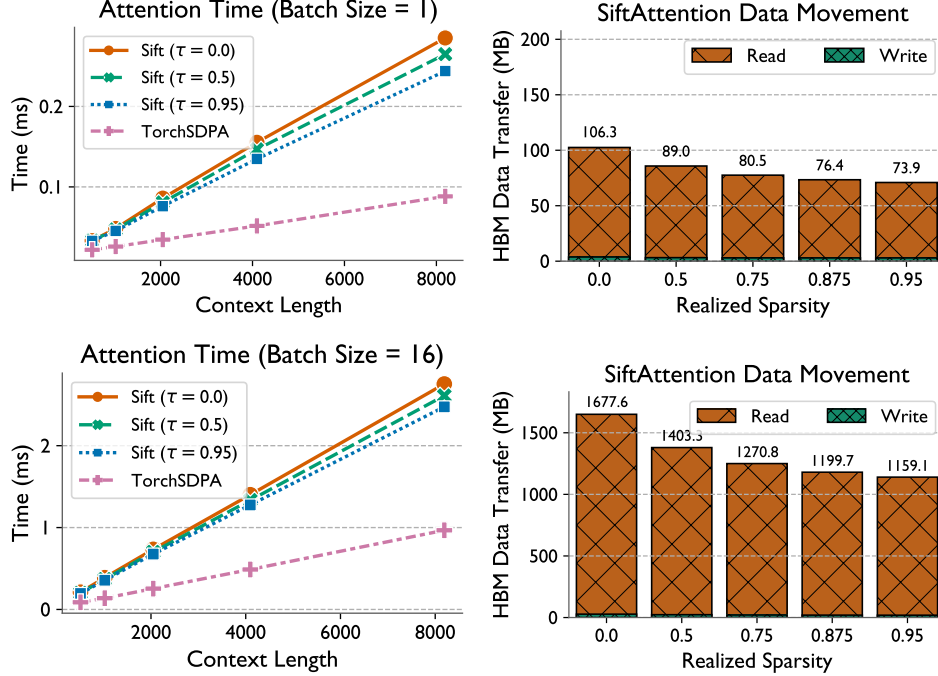 Attention Time (Batch Size = 1)
Time (ms)
0.2
0.1
Sift (τ = 0.0)
Sift (τ = 0.5)
Sift (τ = 0.95)
TorchSDPA
2000 4000 6000 8000
Context Length
SiftAttention Data Movement
HBM Data Transfer (MB)
200
150
100
50
0
Read Write
106.3 89.0 80.5 76.4 73.9
0.0 0.5 0.75 0.875 0.95
Realized Sparsity
Attention Time (Batch Size = 16)
Time (ms)
2
1
0
Sift (τ = 0.0)
Sift (τ = 0.5)
Sift (τ = 0.95)
TorchSDPA
2000 4000 6000 8000
Context Length
SiftAttention Data Movement
HBM Data Transfer (MB)
1500
1000
500
0
Read Write
1677.6 1403.3 1270.8 1199.7 1159.1
0.0 0.5 0.75 0.875 0.95
Realized Sparsity